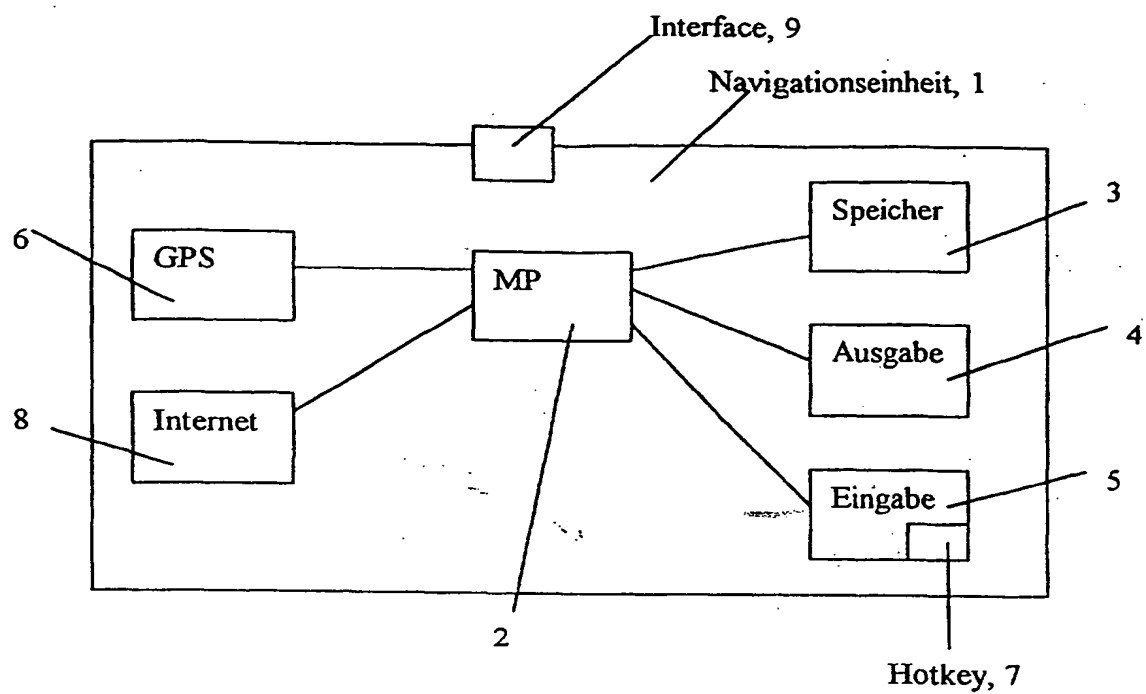 Interface, 9
Navigationseinheit, 1
Speicher
3
6
GPS
MP
Ausgabe
4
8
Internet
Eingabe
5
2
Hotkey, 7